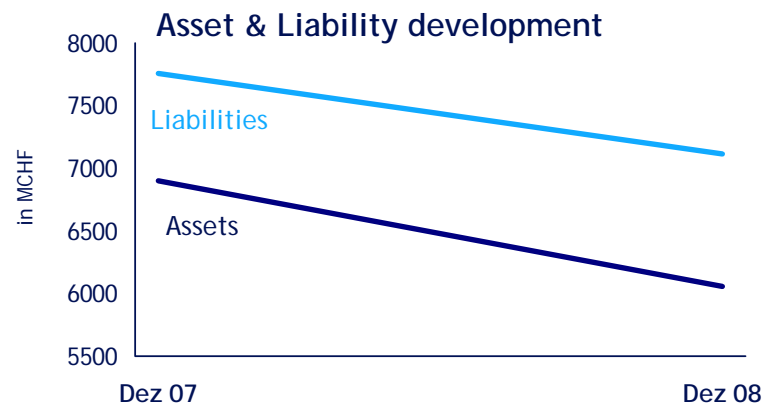 Asset & Liability development
in MCHF
8000
7500
7000
6500
6000
5500
Liabilities
Assets
Dez 07
Dez 08